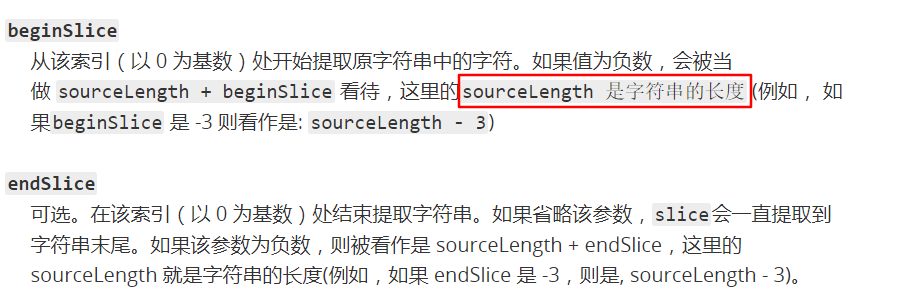 beginSlice
从该索引（以 0 为基数）处开始提取原字符串中的字符。如果值为负数，会被当
做 sourceLength + beginSlice 看待，这里的sourceLength 是字符串的长度 (例如， 如
果beginSlice 是 -3 则看作是: sourceLength - 3)
endSlice
可选。在该索引（以 0 为基数）处结束提取字符串。如果省略该参数，slice会一直提取到
字符串末尾。如果该参数为负数，则被看作是 sourceLength + endSlice，这里的
sourceLength 就是字符串的长度(例如，如果 endSlice 是 -3，则是, sourceLength - 3)。